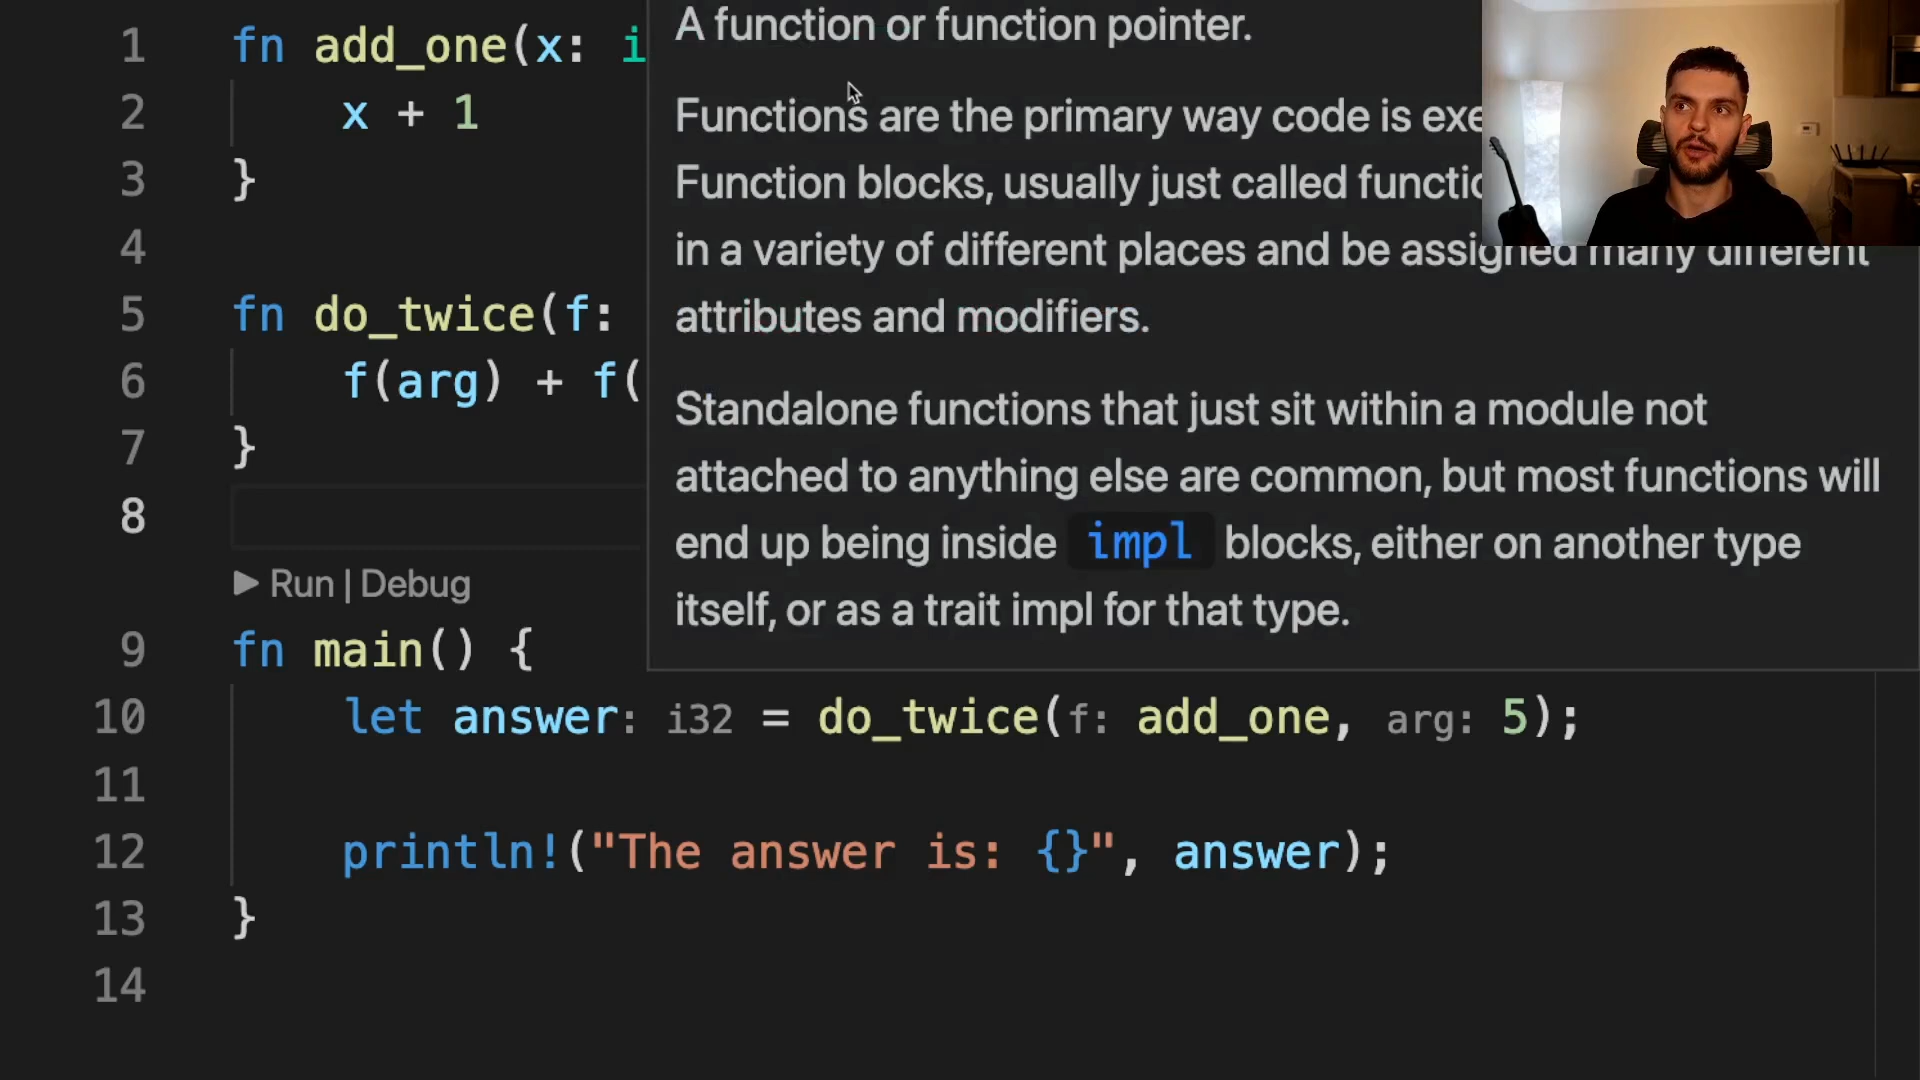 1 fn add_one(x: i
2 x + 1
3 }
4
5 fn do_twice(f:
6 f(arg) + f(
7 }
8
▶ Run | Debug
9 fn main() {
10 let answer: i32 = do_twice(f: add_one, arg: 5);
11
12 println!("The answer is: {}", answer);
13 }
14
A function or function pointer.
Functions are the primary way code is exe
Function blocks, usually just called functio
in a variety of different places and be assigned many different
attributes and modifiers.
Standalone functions that just sit within a module not
attached to anything else are common, but most functions will
end up being inside impl blocks, either on another type
itself, or as a trait impl for that type.